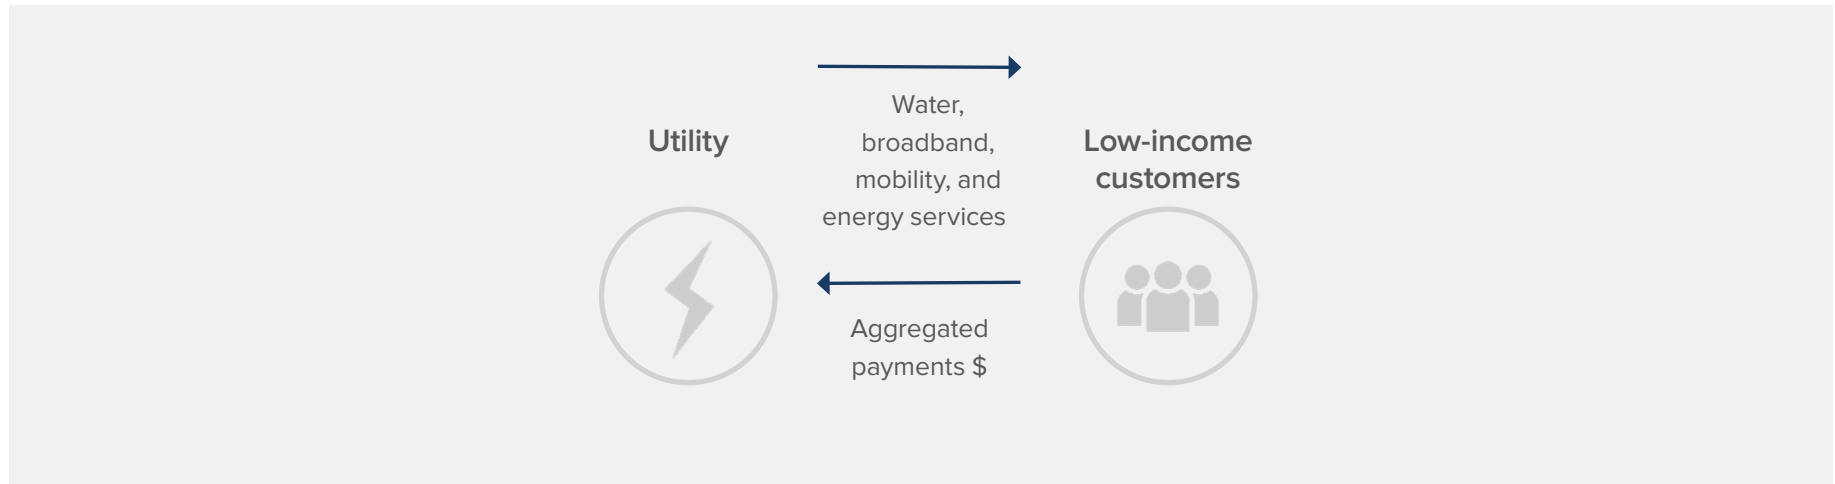 Utility
Water,
broadband,
mobility, and
energy services
Low-income
customers
Aggregated
payments $